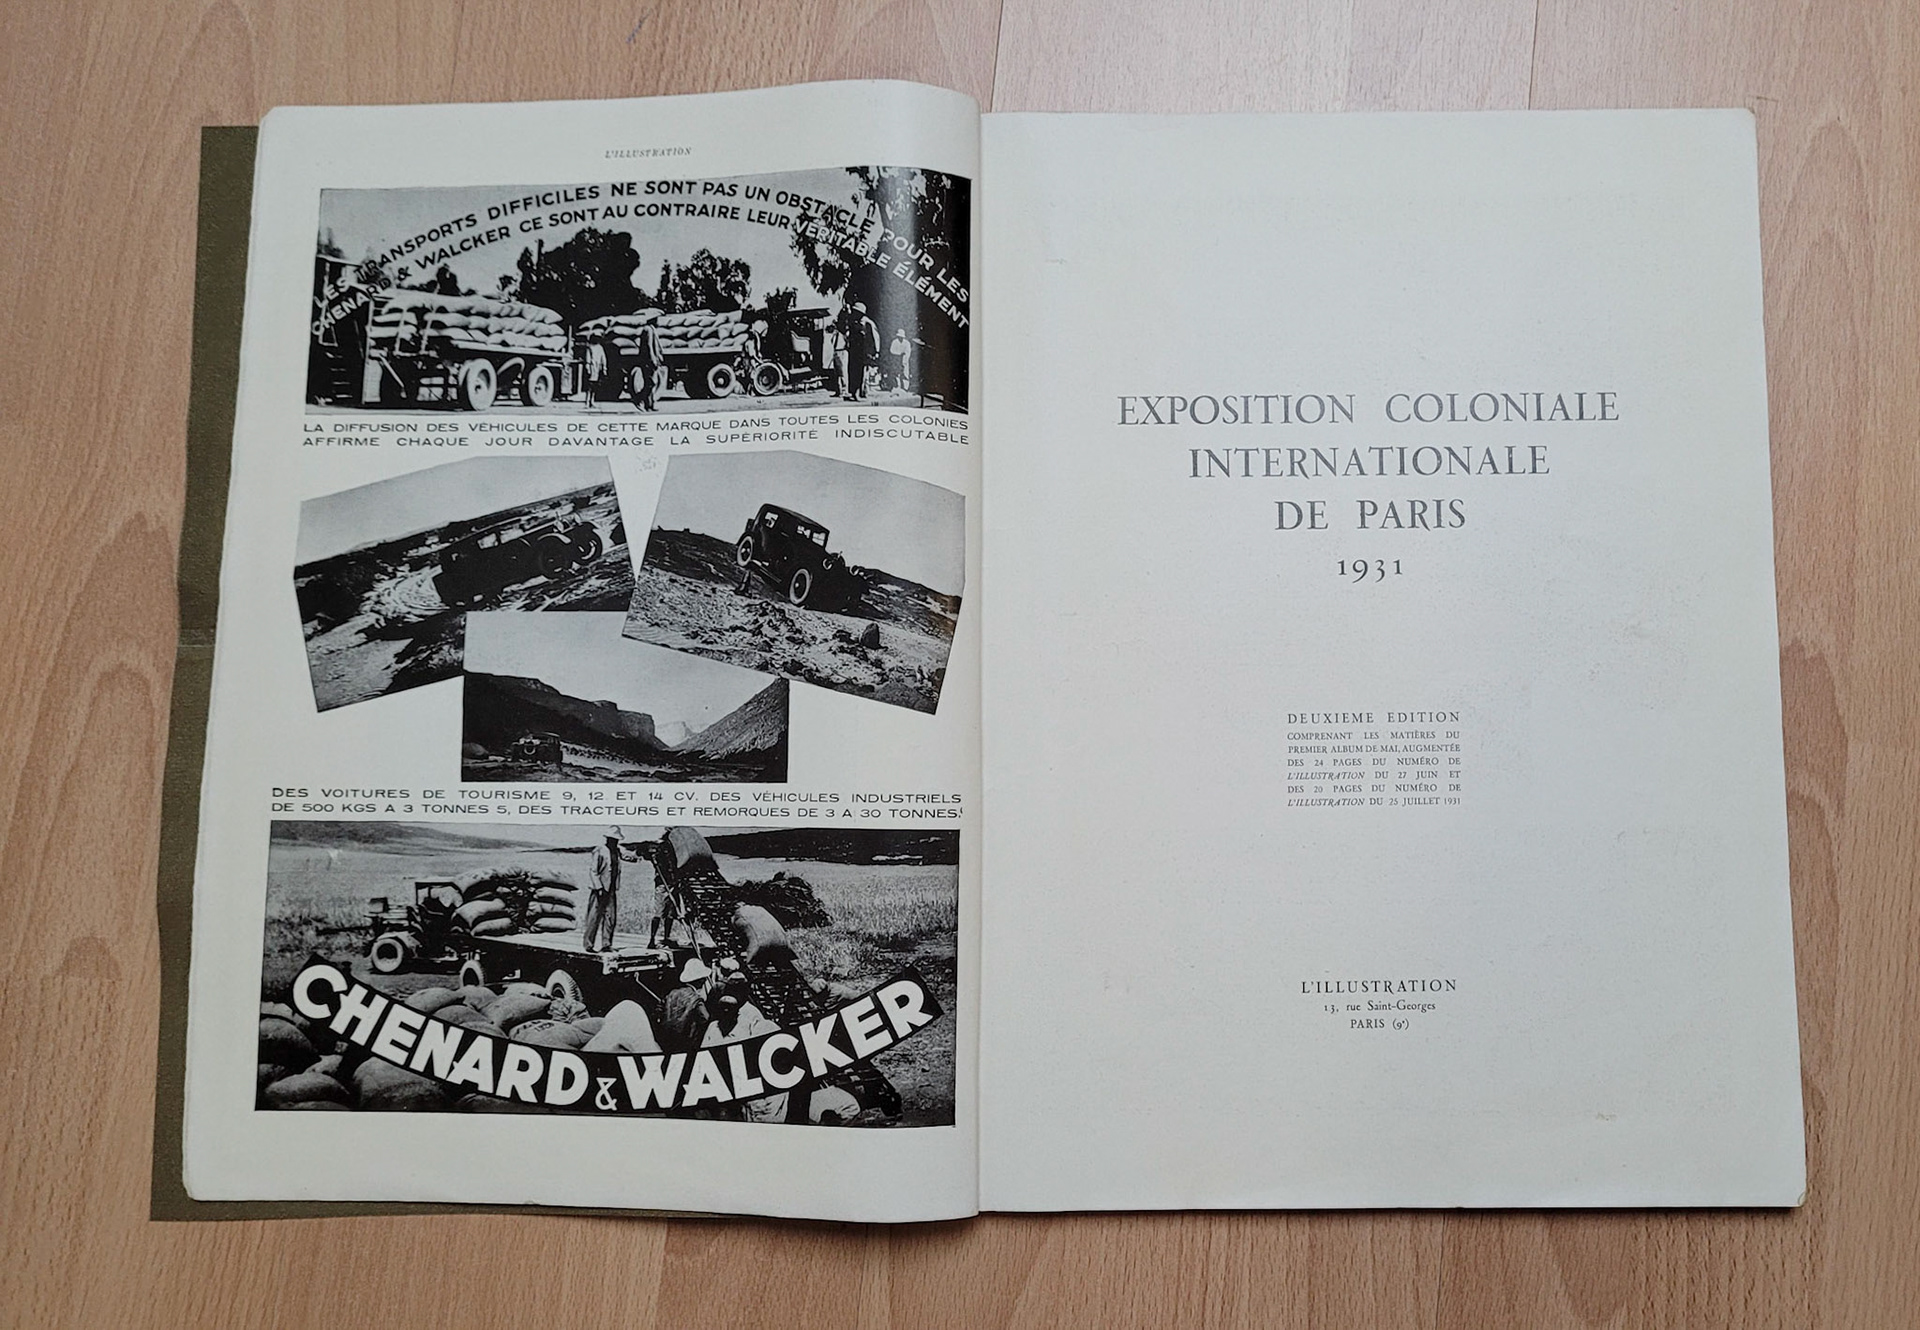 L'ILLUSTRATION
LES TRANSPORTS DIFFICILES NE SONT PAS UN OBSTACLE POUR LES
CHENARD & WALCKER CE SONT AU CONTRAIRE LEUR VÉRITABLE ÉLÉMENT
LA DIFFUSION DES VÉHICULES DE CETTE MARQUE DANS TOUTES LES COLONIES
AFFIRME CHAQUE JOUR DAVANTAGE LA SUPÉRIORITÉ INDISCUTABLE
DES VOITURES DE TOURISME 9, 12 ET 14 CV. DES VÉHICULES INDUSTRIELS
DE 500 KGS A 3 TONNES 5, DES TRACTEURS ET REMORQUES DE 3 A 30 TONNES.
CHENARD & WALCKER
EXPOSITION COLONIALE
INTERNATIONALE
DE PARIS
1931
DEUXIEME EDITION
COMPRENANT LES MATIÈRES DU
PREMIER ALBUM DE MAI, AUGMENTÉE
DES 24 PAGES DU NUMÉRO DE
L'ILLUSTRATION DU 27 JUIN ET
DES 20 PAGES DU NUMÉRO DE
L'ILLUSTRATION DU 25 JUILLET 1931
L'ILLUSTRATION
13, rue Saint-Georges
PARIS (9ᵉ)